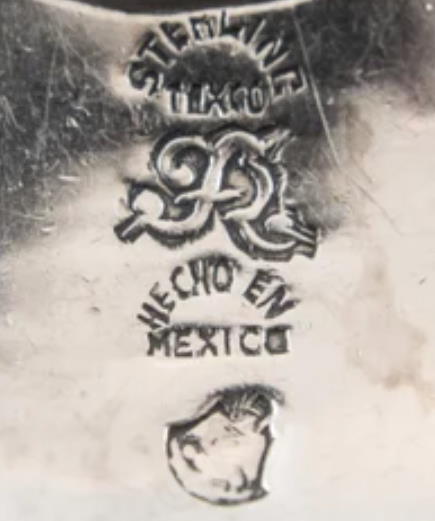 STERLING
TAXCO
HECHO EN
MEXICO